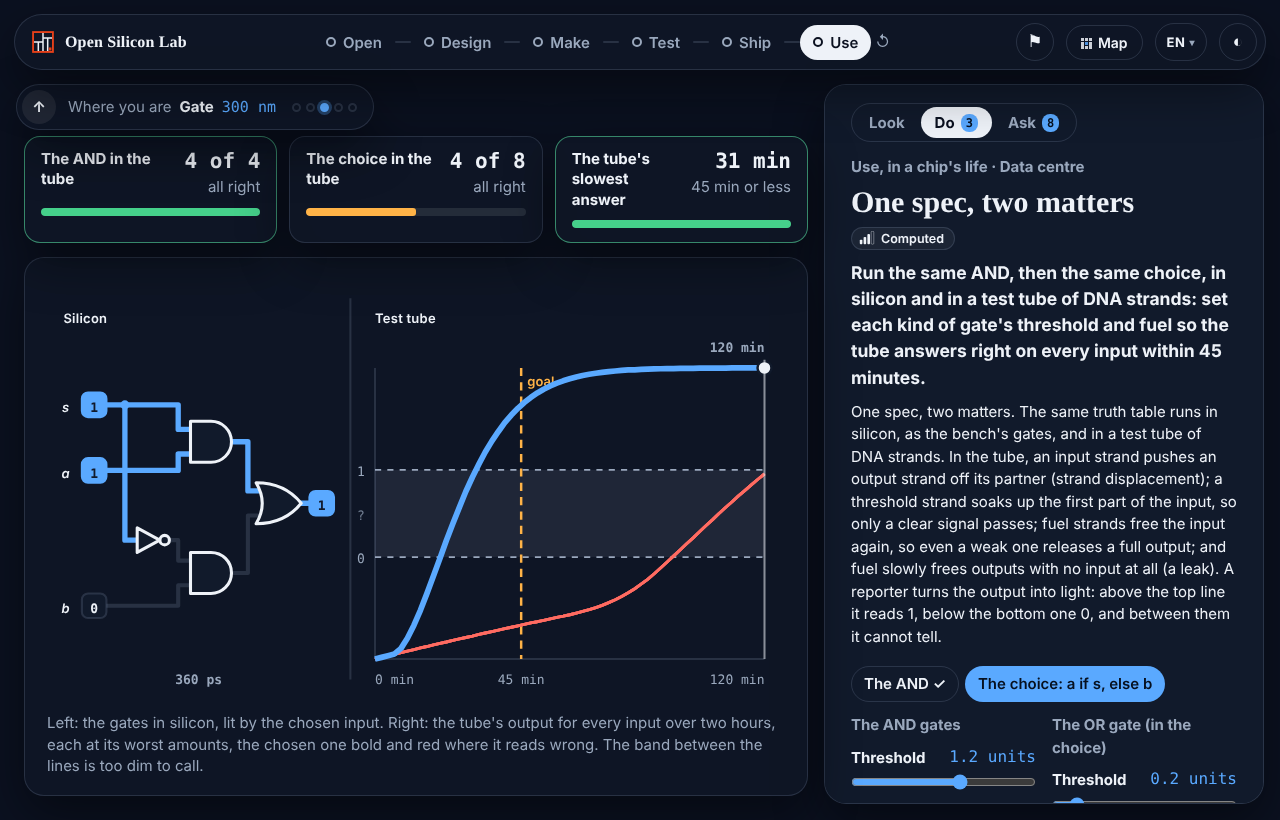 Open Silicon Lab
Open
Design
Make
Test
Ship
Use
Map
EN
Where you are Gate 300 nm
The AND in the tube
4 of 4
all right
The choice in the tube
4 of 8
all right
The tube's slowest answer
31 min
45 min or less
Silicon
Test tube
120 min
goal
s
1
a
1
1
b
0
1
?
0
360 ps
0 min
45 min
120 min
Left: the gates in silicon, lit by the chosen input. Right: the tube's output for every input over two hours,
each at its worst amounts, the chosen one bold and red where it reads wrong. The band between the
lines is too dim to call.
Look
Do 3
Ask 8
Use, in a chip's life · Data centre
One spec, two matters
Computed
Run the same AND, then the same choice, in
silicon and in a test tube of DNA strands: set
each kind of gate's threshold and fuel so the
tube answers right on every input within 45
minutes.
One spec, two matters. The same truth table runs in
silicon, as the bench's gates, and in a test tube of
DNA strands. In the tube, an input strand pushes an
output strand off its partner (strand displacement); a
threshold strand soaks up the first part of the input, so
only a clear signal passes; fuel strands free the input
again, so even a weak one releases a full output; and
fuel slowly frees outputs with no input at all (a leak). A
reporter turns the output into light: above the top line
it reads 1, below the bottom one 0, and between them
it cannot tell.
The AND ✓
The choice: a if s, else b
The AND gates
Threshold 1.2 units
The OR gate (in the
choice)
Threshold 0.2 units